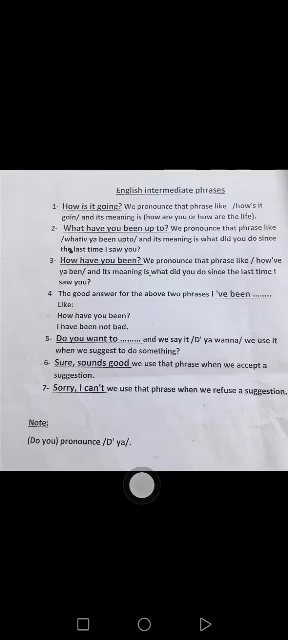 English intermediate phrases
1- How is it going? We pronounce that phrase like /how's it
goin/ and its meaning is (how are you or how are the life).
2- What have you been up to? We pronounce that phrase like
/whativ ya been upto/ and its meaning is what did you do since
the last time I saw you?
3- How have you been? We pronounce that phrase like / how've
ya ben/ and its meaning is what did you do since the last time I
saw you?
4- The good answer for the above two phrases I 've been ........
Like:
How have you been?
I have been not bad.
5- Do you want to ......... and we say it /D' ya wanna/ we use it
when we suggest to do something?
6- Sure, sounds good we use that phrase when we accept a
suggestion.
7- Sorry, I can't we use that phrase when we refuse a suggestion.
Note:
(Do you) pronounce /D' ya/.